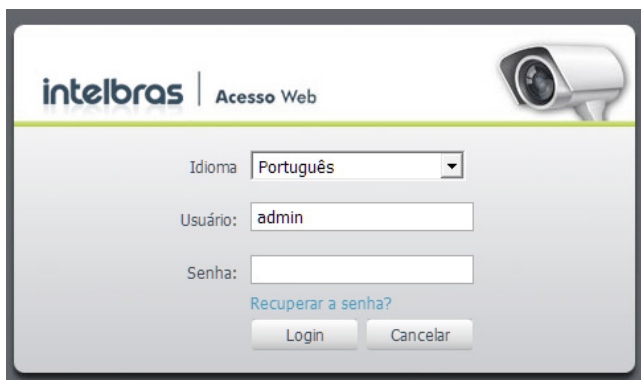 intelbras Acesso Web
Idioma Português
Usuário: admin
Senha:
Recuperar a senha?
Login Cancelar